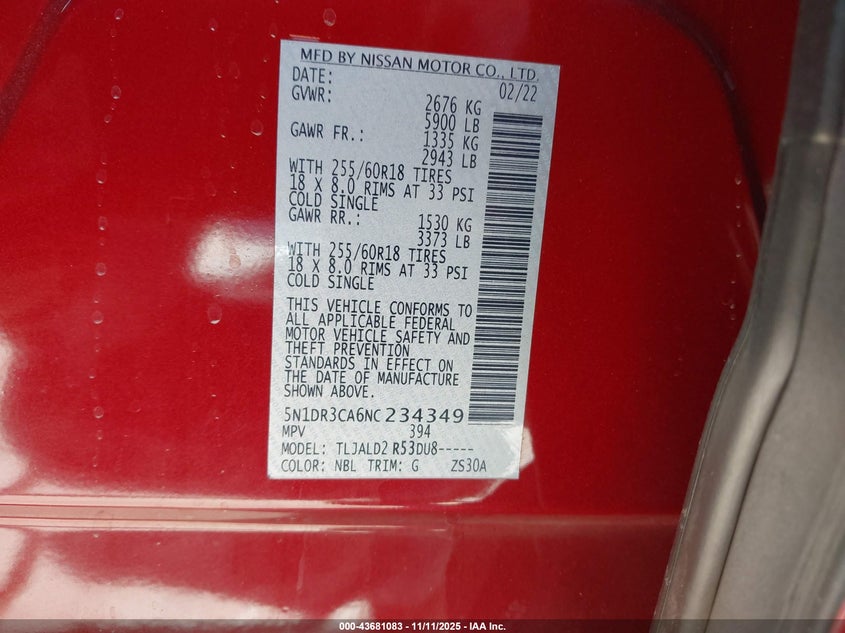 MFD BY NISSAN MOTOR CO., LTD.
DATE: 02/22
GVWR: 2676 KG
5900 LB
GAWR FR.: 1335 KG
2943 LB
WITH 255/60R18 TIRES
18 X 8.0 RIMS AT 33 PSI
COLD SINGLE
GAWR RR.: 1530 KG
3373 LB
WITH 255/60R18 TIRES
18 X 8.0 RIMS AT 33 PSI
COLD SINGLE
THIS VEHICLE CONFORMS TO
ALL APPLICABLE FEDERAL
MOTOR VEHICLE SAFETY AND
THEFT PREVENTION
STANDARDS IN EFFECT ON
THE DATE OF MANUFACTURE
SHOWN ABOVE.
5N1DR3CA6NC234349
MPV 394
MODEL: TLJALD2 R53DU8-----
COLOR: NBL TRIM: G ZS30A
000-43681083 - 11/11/2025 - IAA Inc.